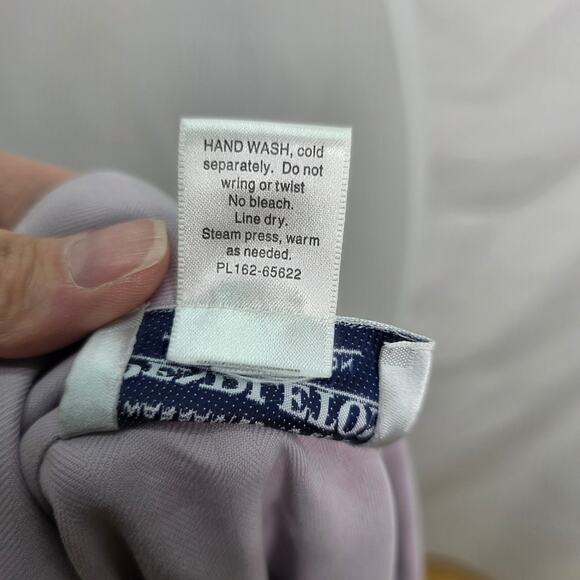 HAND WASH, cold
separately. Do not
wring or twist
No bleach.
Line dry.
Steam press, warm
as needed.
PL162-65622